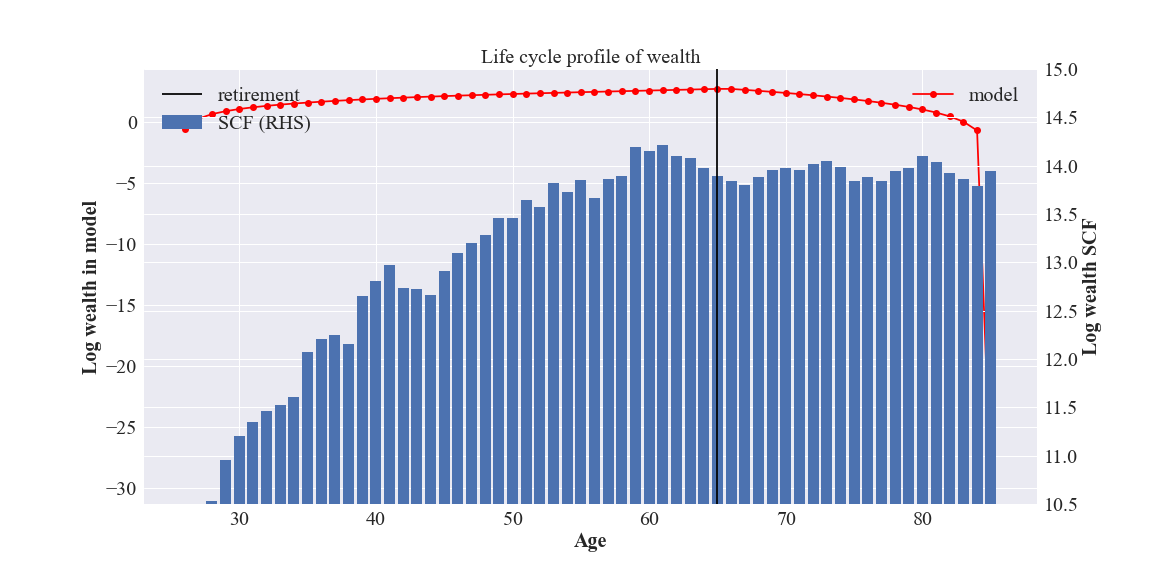 Life cycle profile of wealth
retirement
SCF (RHS)
model
Log wealth in model
0
−5
−10
−15
−20
−25
−30
15.0
14.5
14.0
13.5
13.0
12.5
12.0
11.5
11.0
10.5
Log wealth SCF
30 40 50 60 70 80
Age